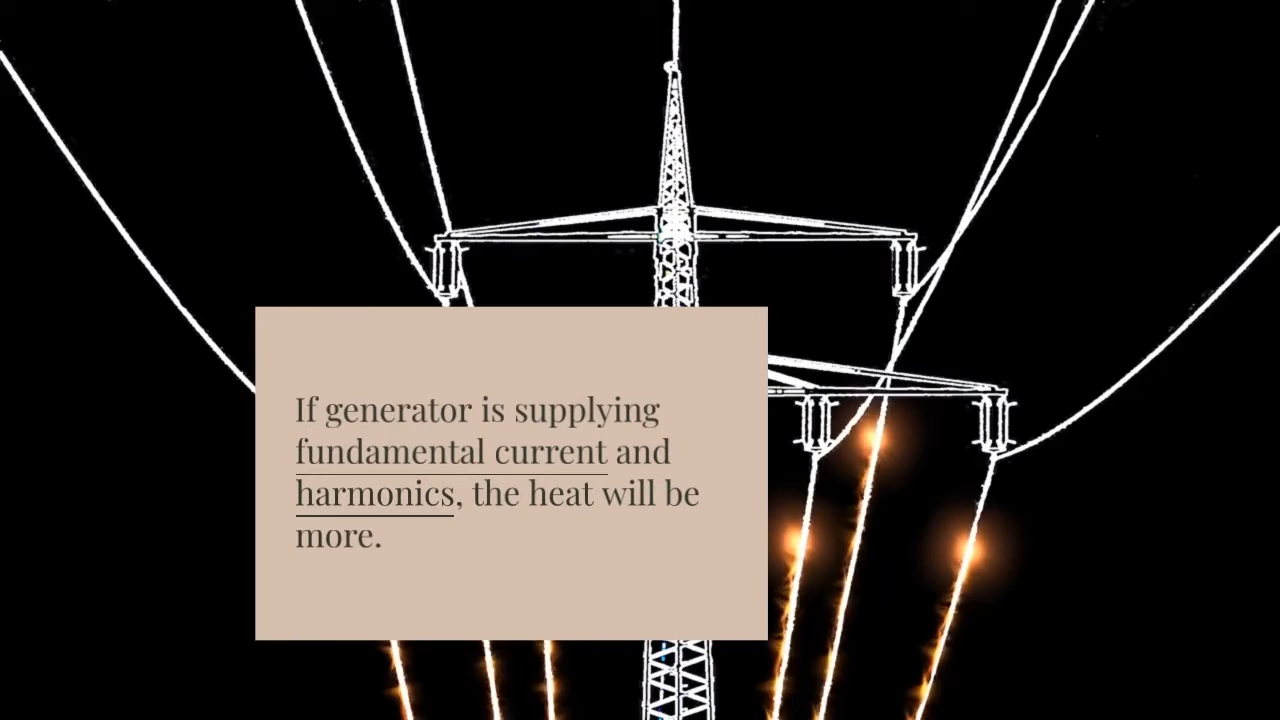 If generator is supplying
fundamental current and
harmonics, the heat will be
more.